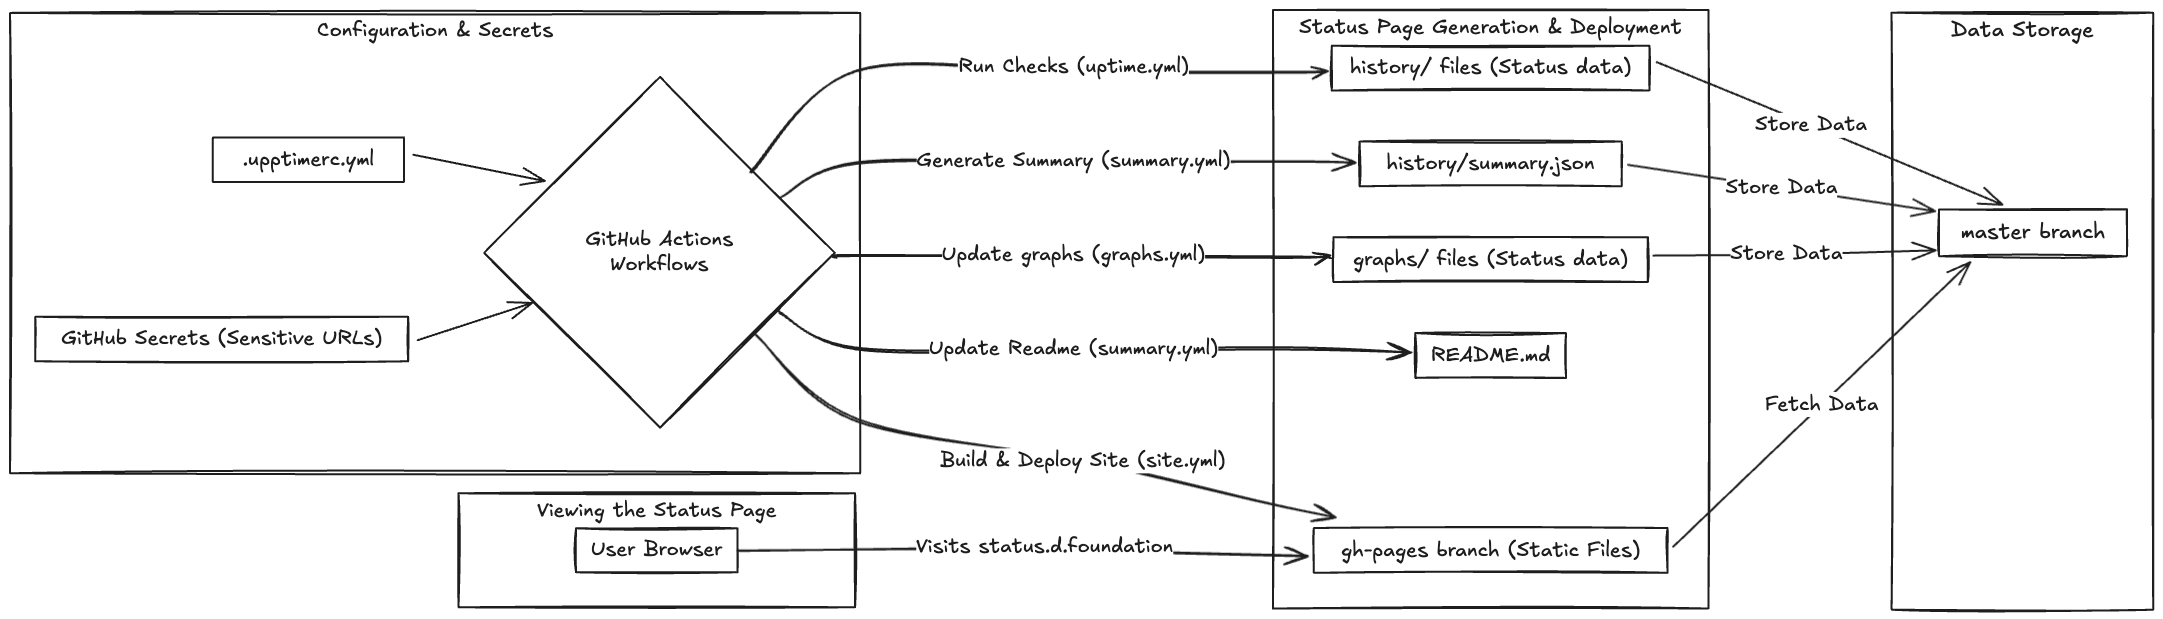 Configuration & Secrets
.upptimerc.yml
GitHub Actions
Workflows
GitHub Secrets (Sensitive URLs)
Run Checks (uptime.yml)
Generate Summary (summary.yml)
Update graphs (graphs.yml)
Update Readme (summary.yml)
Build & Deploy Site (site.yml)
Viewing the Status Page
User Browser
Visits status.d.foundation
Status Page Generation & Deployment
history/ files (Status data)
history/summary.json
graphs/ files (Status data)
README.md
gh-pages branch (Static Files)
Store Data
Store Data
Store Data
Fetch Data
Data Storage
master branch